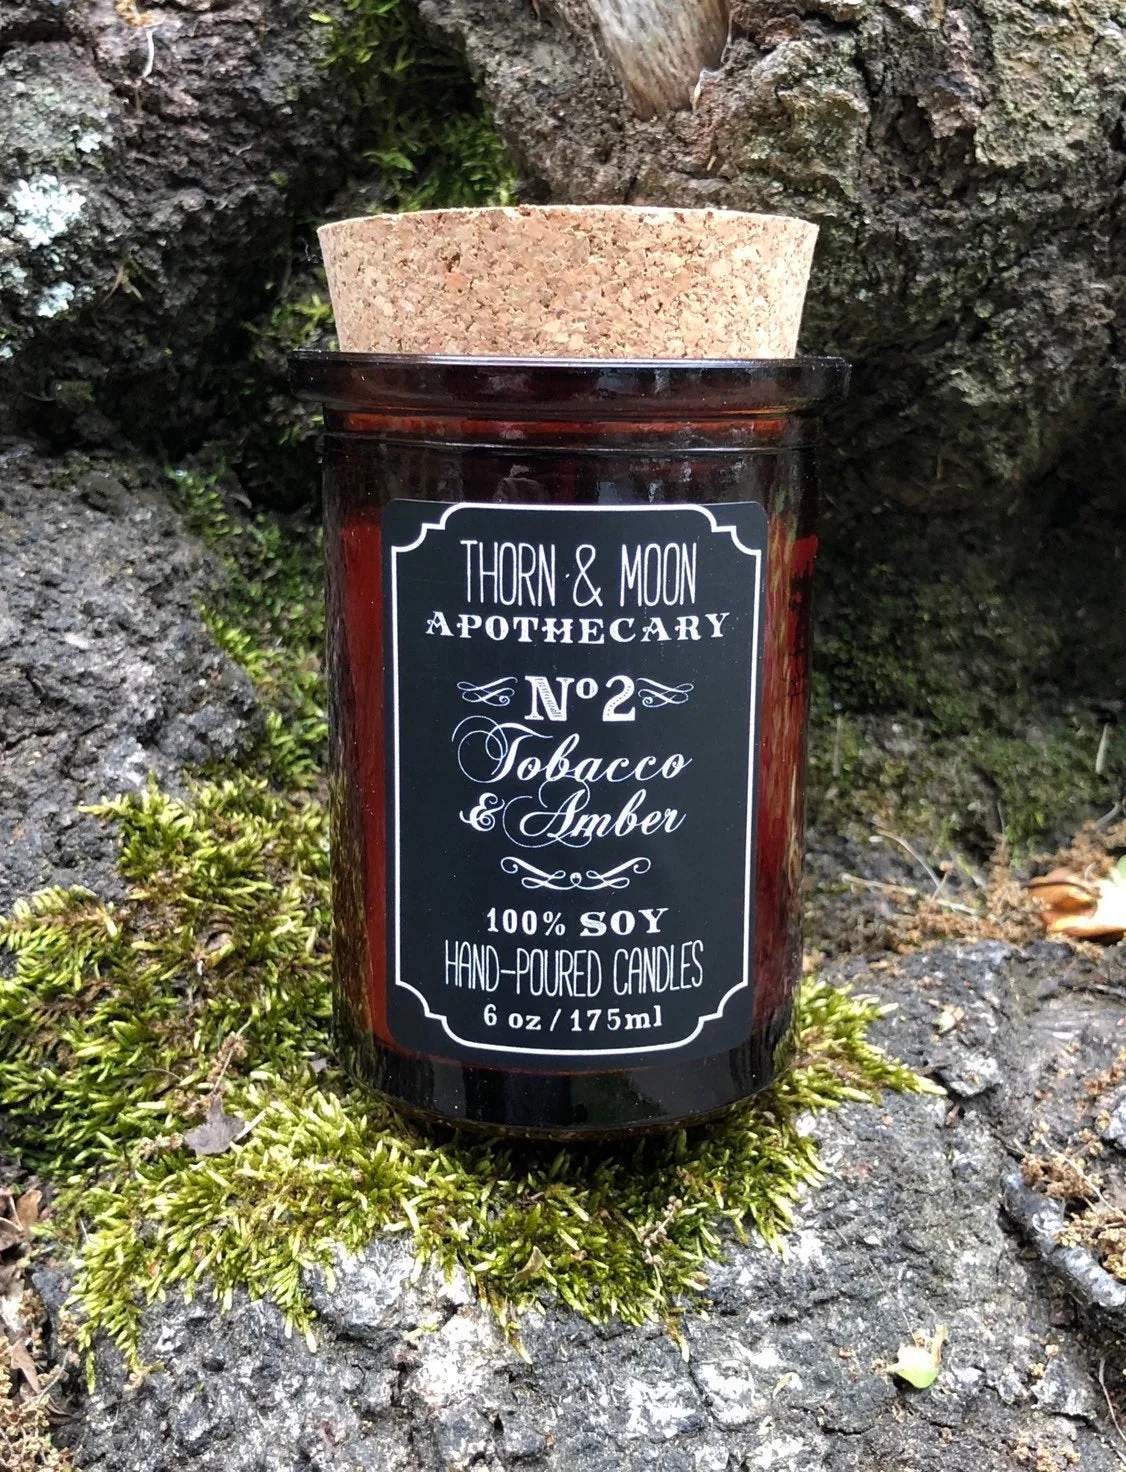 THORN & MOON
APOTHECARY
Nº2
Tobacco
& Amber
100% SOY
HAND-POURED CANDLES
6 oz / 175ml